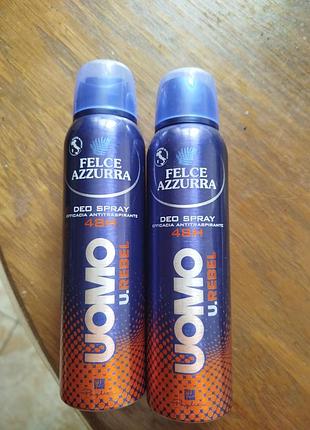 FELCE
AZZURRA
DEO SPRAY
EFFICACIA ANTITRASPIRANTE
48H
UOMO
U.REBEL
FELCE
AZZURRA
DEO SPRAY
EFFICACIA ANTITRASPIRANTE
48H
UOMO
U.REBEL